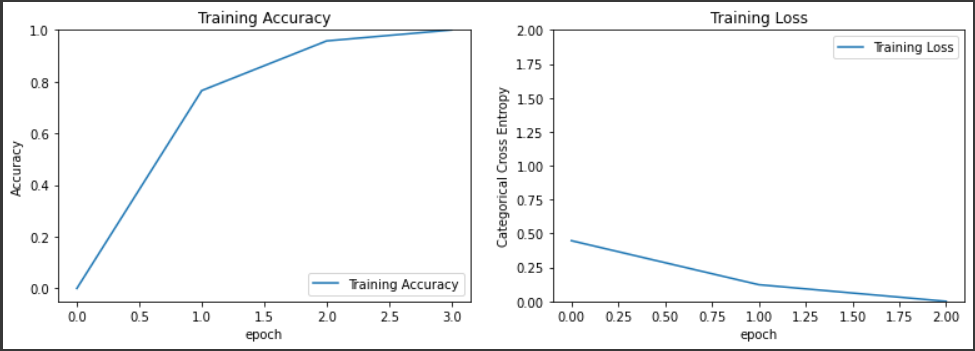 Training Accuracy
1.0
0.8
0.6
0.4
0.2
0.0
Accuracy
Training Accuracy
0.0 0.5 1.0 1.5 2.0 2.5 3.0
epoch
Training Loss
2.00
1.75
1.50
1.25
1.00
0.75
0.50
0.25
0.00
Categorical Cross Entropy
Training Loss
0.00 0.25 0.50 0.75 1.00 1.25 1.50 1.75 2.00
epoch